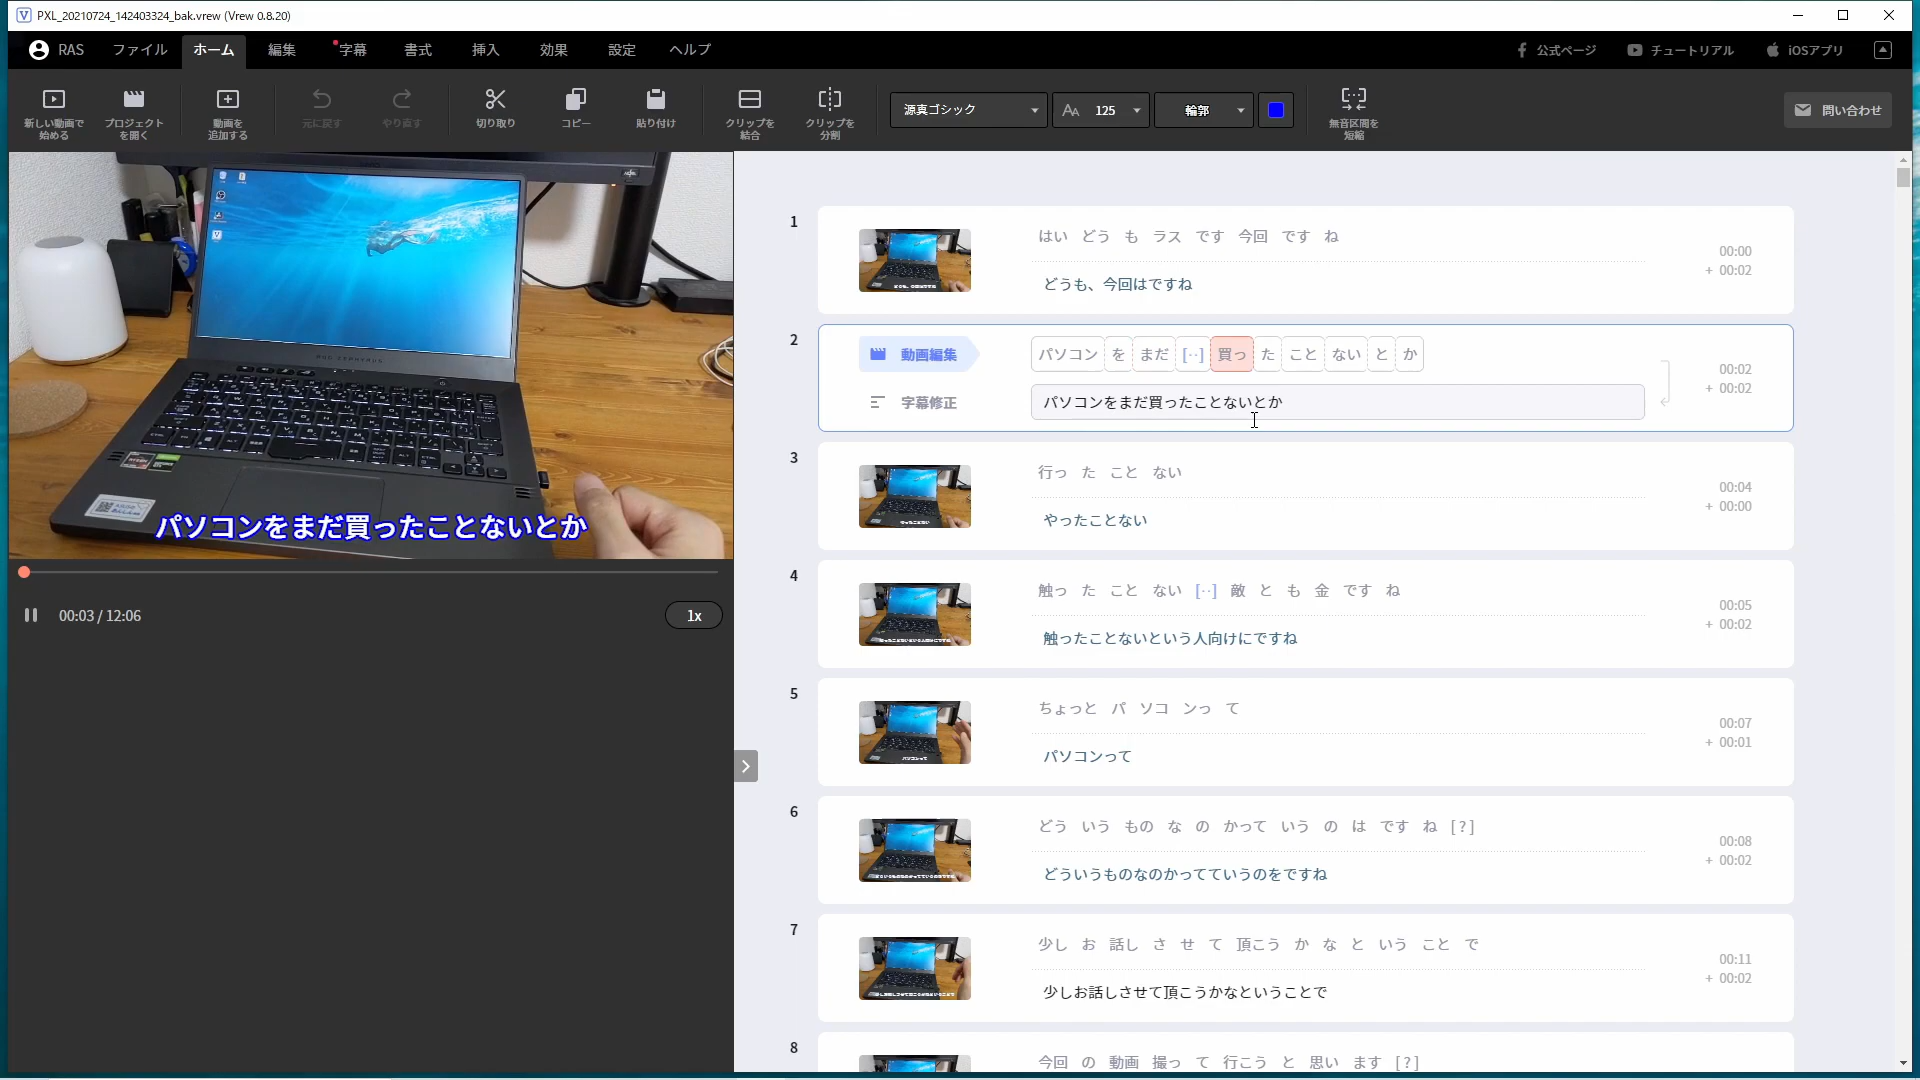 PXL_20210724_142403324_bak.vrew (Vrew 0.8.20)
RAS ファイル ホーム 編集 字幕 書式 挿入 効果 設定 ヘルプ 公式ページ チュートリアル iOSアプリ
新しい動画で始める
プロジェクトを開く
動画を追加する
元に戻す
やり直す
切り取り
コピー
貼り付け
クリップを結合
クリップを分割
源真ゴシック
125
輪郭
無音区間を短縮
問い合わせ
パソコンをまだ買ったことないとか
00:03 / 12:06
1x
1
はい どう も ラス です 今回 です ね
どうも、今回はですね
00:00
+ 00:02
2
動画編集
パソコン を まだ [··] 買っ た こと ない と か
字幕修正
パソコンをまだ買ったことないとか
00:02
+ 00:02
3
行っ た こと ない
やったことない
00:04
+ 00:00
4
触っ た こと ない [··] 敵 と も 金 です ね
触ったことないという人向けにですね
00:05
+ 00:02
5
ちょっと パ ソコ ンっ て
パソコンって
00:07
+ 00:01
6
どう いう もの な の かって いう の は です ね [?]
どういうものなのかってていうのをですね
00:08
+ 00:02
7
少し お 話し さ せ て 頂こう か な と いう こと で
少しお話しさせて頂こうかなということで
00:11
+ 00:02
8
今回 の 動画 撮っ て 行こう と 思い ます [?]